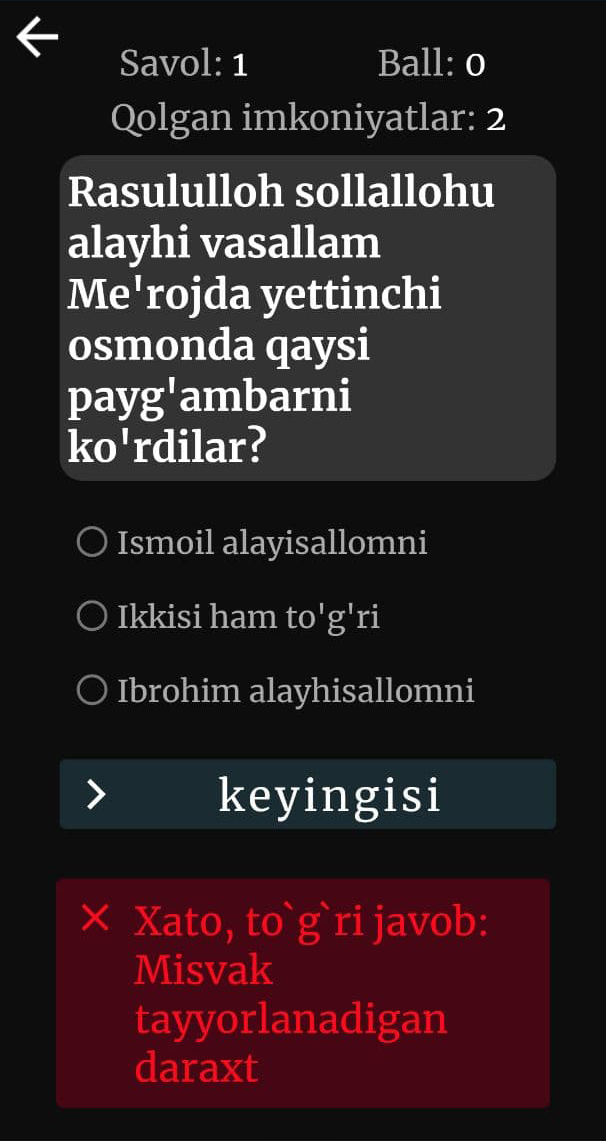 Savol: 1 Ball: 0
Qolgan imkoniyatlar: 2
Rasululloh sollallohu
alayhi vasallam
Me'rojda yettinchi
osmonda qaysi
payg'ambarni
ko'rdilar?
Ismoil alayisallomni
Ikkisi ham to'g'ri
Ibrohim alayhisallomni
keyingisi
Xato, to`g`ri javob:
Misvak
tayyorlanadigan
daraxt